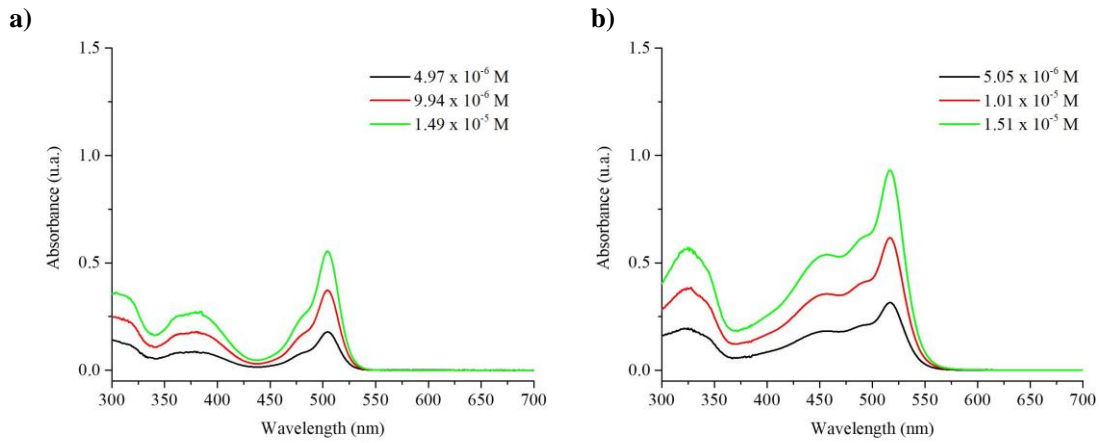 a)
1.5
4.97 x 10⁻⁶ M
9.94 x 10⁻⁶ M
1.49 x 10⁻⁵ M
1.0
Absorbance (u.a.)
0.5
0.0
300 350 400 450 500 550 600 650 700
Wavelength (nm)
b)
1.5
5.05 x 10⁻⁶ M
1.01 x 10⁻⁵ M
1.51 x 10⁻⁵ M
1.0
Absorbance (u.a.)
0.5
0.0
300 350 400 450 500 550 600 650 700
Wavelength (nm)